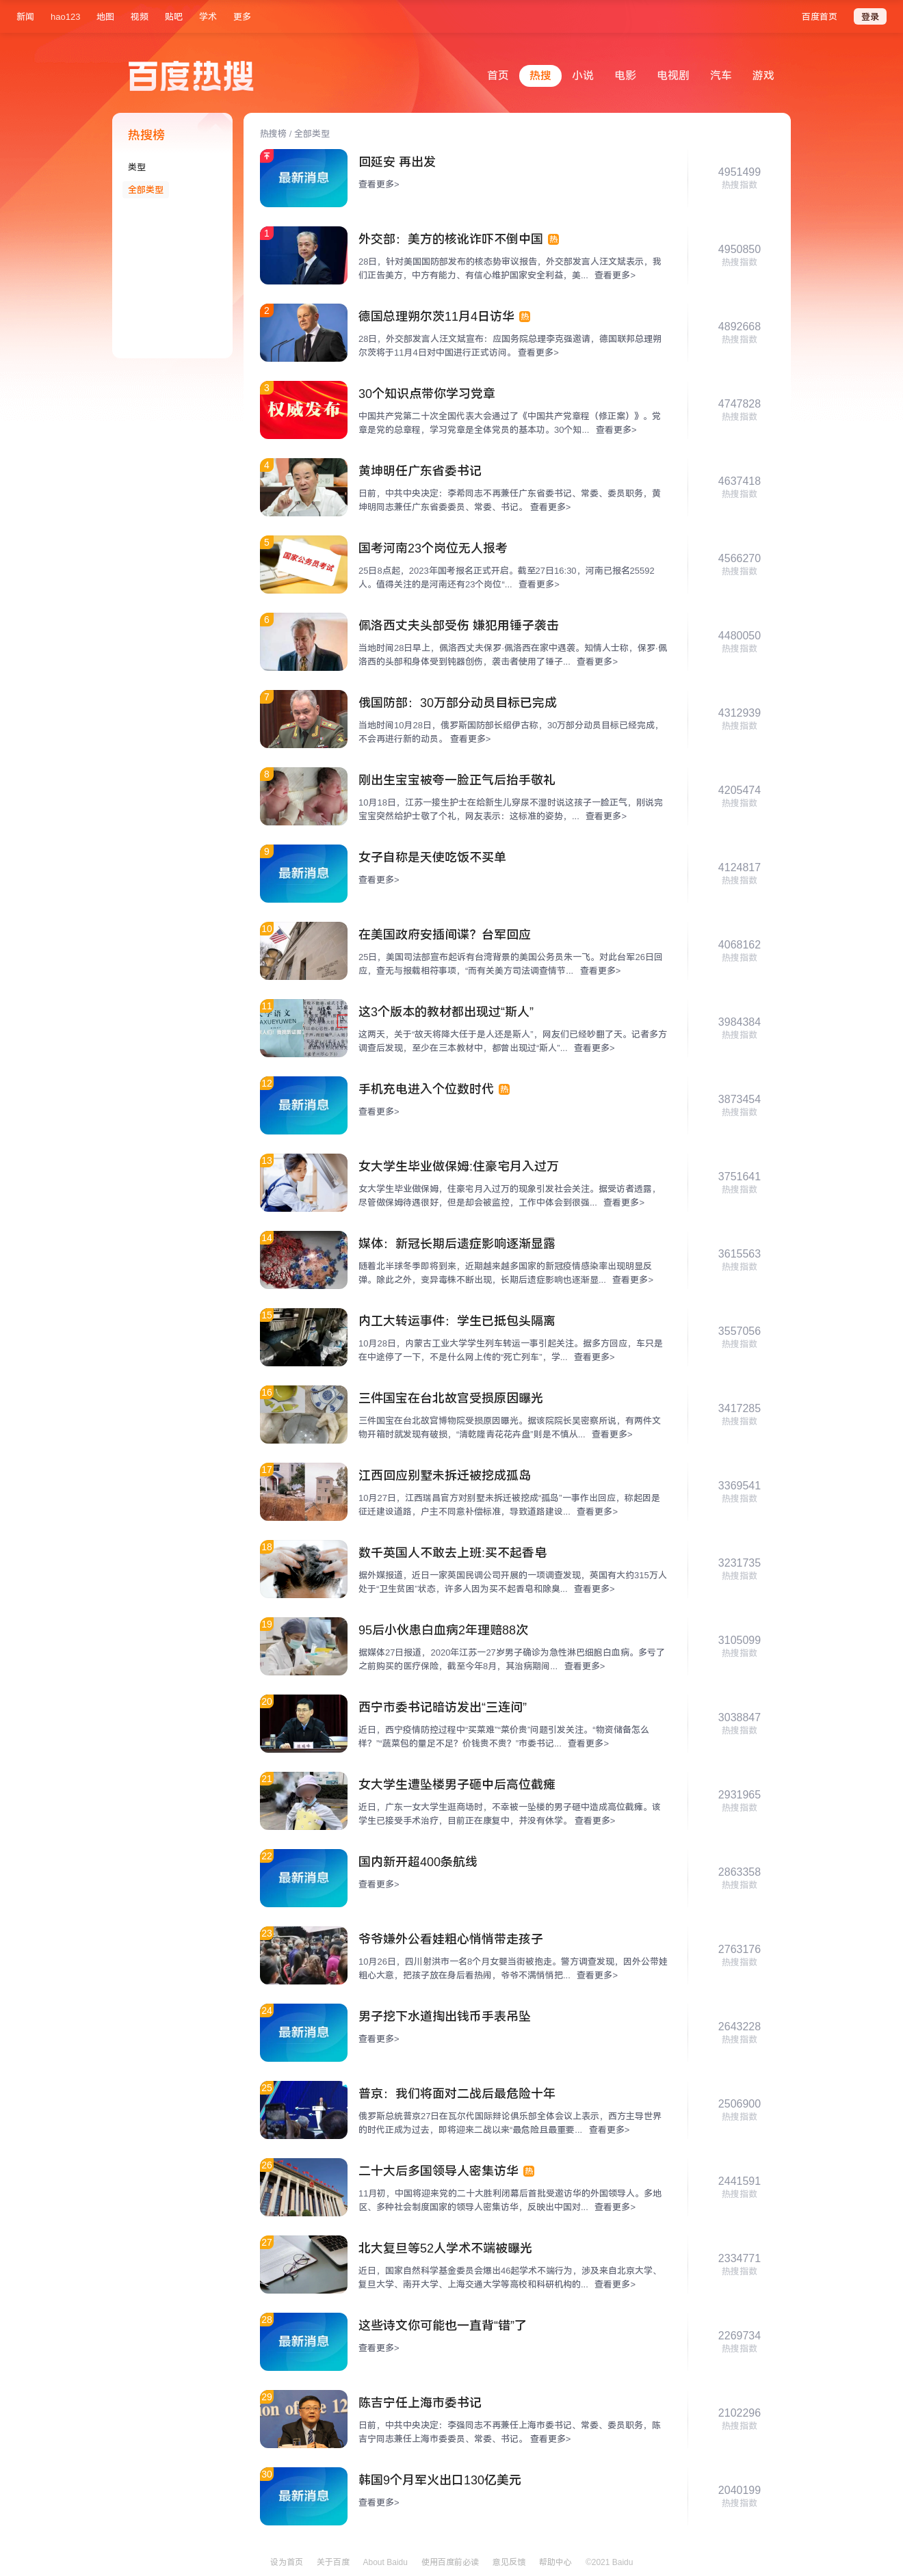 新闻 hao123 地图 视频 贴吧 学术 更多 百度首页 登录
百度热搜
首页 热搜 小说 电影 电视剧 汽车 游戏
热搜榜
类型
全部类型
热搜榜 / 全部类型
最新消息
回延安 再出发
查看更多>
4951499
热搜指数
1
外交部：美方的核讹诈吓不倒中国 热
28日，针对美国国防部发布的核态势审议报告，外交部发言人汪文斌表示，我
们正告美方，中方有能力、有信心维护国家安全利益，美... 查看更多>
4950850
热搜指数
2
德国总理朔尔茨11月4日访华 热
28日，外交部发言人汪文斌宣布：应国务院总理李克强邀请，德国联邦总理朔
尔茨将于11月4日对中国进行正式访问。 查看更多>
4892668
热搜指数
3
权威发布
30个知识点带你学习党章
中国共产党第二十次全国代表大会通过了《中国共产党章程（修正案）》。党
章是党的总章程，学习党章是全体党员的基本功。30个知... 查看更多>
4747828
热搜指数
4
黄坤明任广东省委书记
日前，中共中央决定：李希同志不再兼任广东省委书记、常委、委员职务，黄
坤明同志兼任广东省委委员、常委、书记。 查看更多>
4637418
热搜指数
5
国家公务员考试
国考河南23个岗位无人报考
25日8点起，2023年国考报名正式开启。截至27日16:30，河南已报名25592
人。值得关注的是河南还有23个岗位“... 查看更多>
4566270
热搜指数
6
佩洛西丈夫头部受伤 嫌犯用锤子袭击
当地时间28日早上，佩洛西丈夫保罗·佩洛西在家中遇袭。知情人士称，保罗·佩
洛西的头部和身体受到钝器创伤，袭击者使用了锤子... 查看更多>
4480050
热搜指数
7
俄国防部：30万部分动员目标已完成
当地时间10月28日，俄罗斯国防部长绍伊古称，30万部分动员目标已经完成，
不会再进行新的动员。 查看更多>
4312939
热搜指数
8
刚出生宝宝被夸一脸正气后抬手敬礼
10月18日，江苏一接生护士在给新生儿穿尿不湿时说这孩子一脸正气，刚说完
宝宝突然给护士敬了个礼，网友表示：这标准的姿势，... 查看更多>
4205474
热搜指数
9
最新消息
女子自称是天使吃饭不买单
查看更多>
4124817
热搜指数
10
在美国政府安插间谍？台军回应
25日，美国司法部宣布起诉有台湾背景的美国公务员朱一飞。对此台军26日回
应，查无与报载相符事项，“而有关美方司法调查情节... 查看更多>
4068162
热搜指数
11
这3个版本的教材都出现过“斯人”
这两天，关于“故天将降大任于是人还是斯人”，网友们已经吵翻了天。记者多方
调查后发现，至少在三本教材中，都曾出现过“斯人”... 查看更多>
3984384
热搜指数
12
最新消息
手机充电进入个位数时代 热
查看更多>
3873454
热搜指数
13
女大学生毕业做保姆:住豪宅月入过万
女大学生毕业做保姆，住豪宅月入过万的现象引发社会关注。据受访者透露，
尽管做保姆待遇很好，但是却会被监控，工作中体会到很强... 查看更多>
3751641
热搜指数
14
媒体：新冠长期后遗症影响逐渐显露
随着北半球冬季即将到来，近期越来越多国家的新冠疫情感染率出现明显反
弹。除此之外，变异毒株不断出现，长期后遗症影响也逐渐显... 查看更多>
3615563
热搜指数
15
内工大转运事件：学生已抵包头隔离
10月28日，内蒙古工业大学学生列车转运一事引起关注。据多方回应，车只是
在中途停了一下，不是什么网上传的“死亡列车”，学... 查看更多>
3557056
热搜指数
16
三件国宝在台北故宫受损原因曝光
三件国宝在台北故宫博物院受损原因曝光。据该院院长吴密察所说，有两件文
物开箱时就发现有破损，“清乾隆青花花卉盘”则是不慎从... 查看更多>
3417285
热搜指数
17
江西回应别墅未拆迁被挖成孤岛
10月27日，江西瑞昌官方对别墅未拆迁被挖成“孤岛”一事作出回应，称起因是
征迁建设道路，户主不同意补偿标准，导致道路建设... 查看更多>
3369541
热搜指数
18
数千英国人不敢去上班:买不起香皂
据外媒报道，近日一家英国民调公司开展的一项调查发现，英国有大约315万人
处于“卫生贫困”状态，许多人因为买不起香皂和除臭... 查看更多>
3231735
热搜指数
19
95后小伙患白血病2年理赔88次
据媒体27日报道，2020年江苏一27岁男子确诊为急性淋巴细胞白血病。多亏了
之前购买的医疗保险，截至今年8月，其治病期间... 查看更多>
3105099
热搜指数
20
西宁市委书记暗访发出“三连问”
近日，西宁疫情防控过程中“买菜难”“菜价贵”问题引发关注。“物资储备怎么
样？”“蔬菜包的量足不足？价钱贵不贵？”市委书记... 查看更多>
3038847
热搜指数
21
女大学生遭坠楼男子砸中后高位截瘫
近日，广东一女大学生逛商场时，不幸被一坠楼的男子砸中造成高位截瘫。该
学生已接受手术治疗，目前正在康复中，并没有休学。 查看更多>
2931965
热搜指数
22
最新消息
国内新开超400条航线
查看更多>
2863358
热搜指数
23
爷爷嫌外公看娃粗心悄悄带走孩子
10月26日，四川射洪市一名8个月女婴当街被抱走。警方调查发现，因外公带娃
粗心大意，把孩子放在身后看热闹，爷爷不满悄悄把... 查看更多>
2763176
热搜指数
24
最新消息
男子挖下水道掏出钱币手表吊坠
查看更多>
2643228
热搜指数
25
普京：我们将面对二战后最危险十年
俄罗斯总统普京27日在瓦尔代国际辩论俱乐部全体会议上表示，西方主导世界
的时代正成为过去，即将迎来二战以来“最危险且最重要... 查看更多>
2506900
热搜指数
26
二十大后多国领导人密集访华 热
11月初，中国将迎来党的二十大胜利闭幕后首批受邀访华的外国领导人。多地
区、多种社会制度国家的领导人密集访华，反映出中国对... 查看更多>
2441591
热搜指数
27
北大复旦等52人学术不端被曝光
近日，国家自然科学基金委员会爆出46起学术不端行为，涉及来自北京大学、
复旦大学、南开大学、上海交通大学等高校和科研机构的... 查看更多>
2334771
热搜指数
28
最新消息
这些诗文你可能也一直背“错”了
查看更多>
2269734
热搜指数
29
陈吉宁任上海市委书记
日前，中共中央决定：李强同志不再兼任上海市委书记、常委、委员职务，陈
吉宁同志兼任上海市委委员、常委、书记。 查看更多>
2102296
热搜指数
30
最新消息
韩国9个月军火出口130亿美元
查看更多>
2040199
热搜指数
设为首页 关于百度 About Baidu 使用百度前必读 意见反馈 帮助中心 ©2021 Baidu